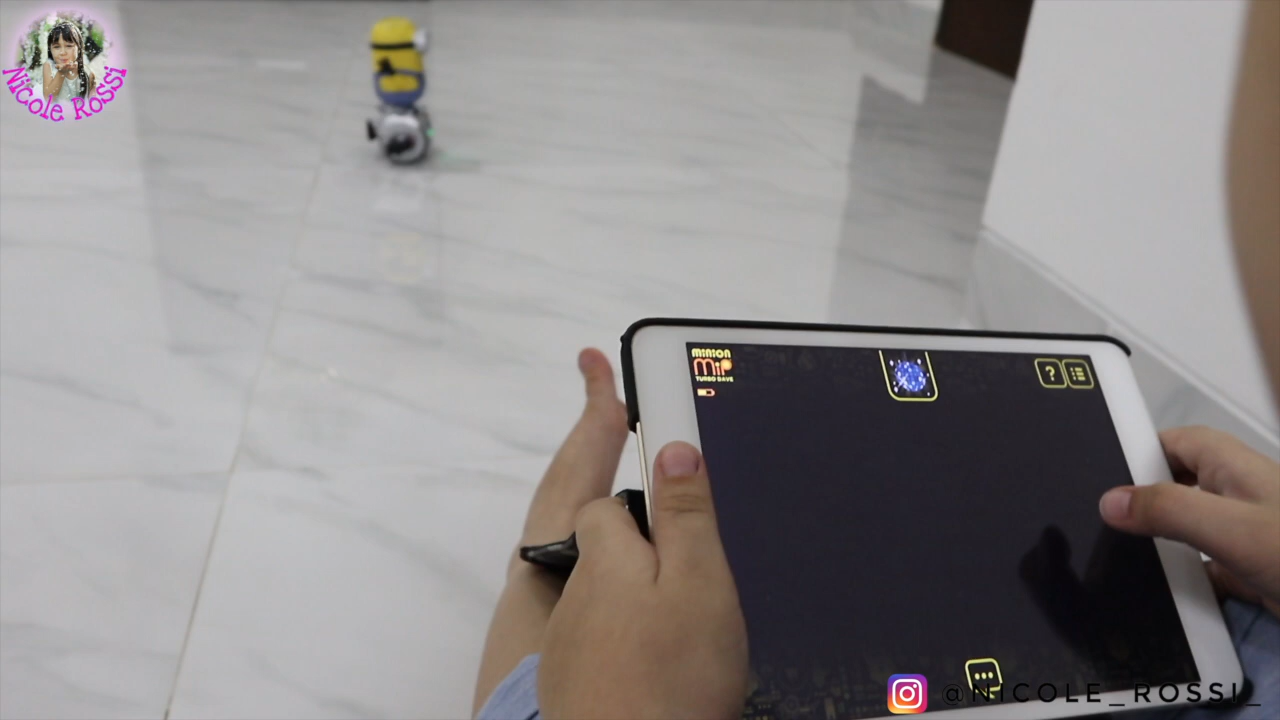 Nicole Rossi
MINION
MiP
TURBO DAVE
?
@NICOLE_ROSSI_